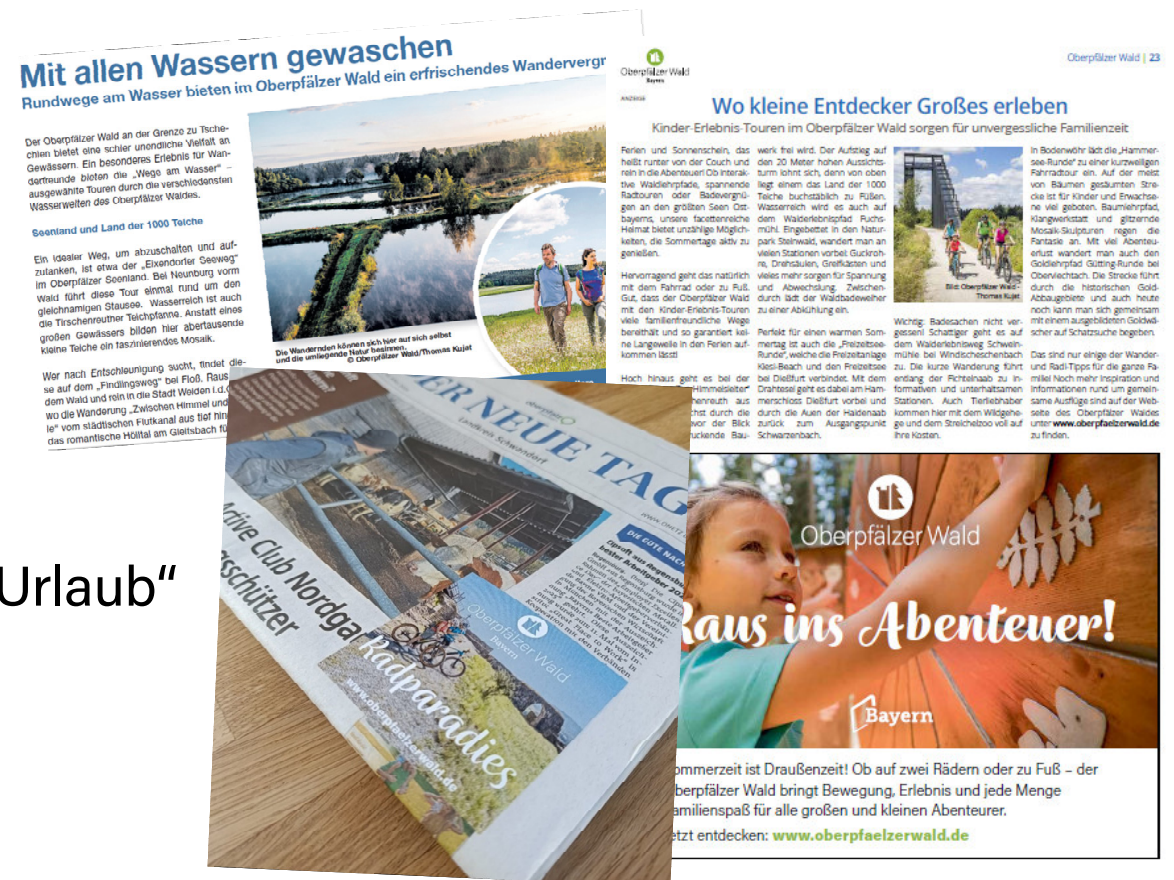 Mit allen Wassern gewaschen
Rundwege am Wasser bieten im Oberpfälzer Wald ein erfrischendes Wandervergr
Der Oberpfälzer Wald an der Grenze zu Tsche-
chien bietet eine schier unendliche Vielfalt an
Gewässern. Ein besonderes Erlebnis für Wan-
derfreunde bieten die „Wege am Wasser“ –
ausgewählte Touren durch die verschiedensten
Wasserwelten des Oberpfälzer Waldes.
Seenland und Land der 1000 Teiche
Ein idealer Weg, um abzuschalten und auf-
zutanken, ist etwa der „Eixendorfer Seeweg“
im Oberpfälzer Seenland. Bei Neunburg vorm
Wald führt diese Tour einmal rund um den
gleichnamigen Stausee. Wasserreich ist auch
die Tirschenreuther Teichpfanne. Anstatt eines
großen Gewässers bilden hier abertausende
kleine Teiche ein faszinierendes Mosaik.
Wer nach Entschleunigung sucht, findet die-
se auf dem „Findlingsweg“ bei Floß. Raus
dem Wald und rein in die Stadt Weiden i.d.
wo die Wanderung „Zwischen Himmel und
le“ vom städtischen Flutkanal aus tief hin
das romantische Hölltal am Gleitsbach fü
Die Wandernden können sich hier auf sich selbst
und die umliegende Natur besinnen.
© Oberpfälzer Wald/Thomas Kujat
Oberpfälzer Wald
Bayern
Oberpfälzer Wald | 23
ANZEIGE
Wo kleine Entdecker Großes erleben
Kinder-Erlebnis-Touren im Oberpfälzer Wald sorgen für unvergessliche Familienzeit
Ferien und Sonnenschein, das
heißt runter von der Couch und
rein in die Abenteuer! Ob interak-
tive Waldlehrpfade, spannende
Radtouren oder Badevergnü-
gen an den größten Seen Ost-
bayerns, unsere facettenreiche
Heimat bietet unzählige Möglich-
keiten, die Sommertage aktiv zu
genießen.
Hervorragend geht das natürlich
mit dem Fahrrad oder zu Fuß.
Gut, dass der Oberpfälzer Wald
mit den Kinder-Erlebnis-Touren
viele familienfreundliche Wege
bereithält und so garantiert kei-
ne Langeweile in den Ferien auf-
kommen lässt!
Hoch hinaus geht es bei der
Himmelsleiter“
henreuth aus
chst durch die
vor der Blick
ruckende Bau-
werk frei wird. Der Aufstieg auf
den 20 Meter hohen Aussichts-
turm lohnt sich, denn von oben
liegt einem das Land der 1000
Teiche buchstäblich zu Füßen.
Wasserreich wird es auch auf
dem Walderlebnispfad Fuchs-
mühl. Eingebettet in den Natur-
park Steinwald, wandert man an
vielen Stationen vorbei: Guckroh-
re, Drehsäulen, Greifkästen und
vieles mehr sorgen für Spannung
und Abwechslung. Zwischen-
durch lädt der Waldbadeweiher
zu einer Abkühlung ein.
Perfekt für einen warmen Som-
mertag ist auch die „Freizeitsee-
Runde“, welche die Freizeitanlage
Klesi-Beach und den Freizeitsee
bei Dießfurt verbindet. Mit dem
Drahtesel geht es dabei am Ham-
merschloss Dießfurt vorbei und
durch die Auen der Haidenaab
zurück zum Ausgangspunkt
Schwarzenbach.
Bild: Oberpfälzer Wald -
Thomas Kujat
Wichtig: Badesachen nicht ver-
gessen! Schattiger geht es auf
dem Walderlebnisweg Schwein-
mühle bei Windischeschenbach
zu. Die kurze Wanderung führt
entlang der Fichtelnaab zu in-
formativen und unterhaltsamen
Stationen. Auch Tierliebhaber
kommen hier mit dem Wildgehe-
ge und dem Streichelzoo voll auf
ihre Kosten.
In Bodenwöhr lädt die „Hammer-
see-Runde“ zu einer kurzweiligen
Fahrradtour ein. Auf der meist
von Bäumen gesäumten Stre-
cke ist für Kinder und Erwachse-
ne viel geboten. Baumlehrpfad,
Klangwerkstatt und glitzernde
Mosaik-Skulpturen regen die
Fantasie an. Mit viel Abenteu-
erlust wandert man auch den
Goldlehrpfad Gütting-Runde bei
Oberviechtach. Die Strecke führt
durch die historischen Gold-
Abbaugebiete und auch heute
noch kann man sich gemeinsam
mit einem ausgebildeten Goldwä-
scher auf Schatzsuche begeben.
Das sind nur einige der Wander-
und Radl-Tipps für die ganze Fa-
milie! Noch mehr Inspiration und
Informationen rund um gemein-
same Ausflüge sind auf der Web-
seite des Oberpfälzer Waldes
unter www.oberpfaelzerwald.de
zu finden.
Urlaub“
ER NEUE TAG
Landkreis Schwandorf
DIE GUTE NACH
Active Club Nordgau
asschützer
Oberpfälzer Wald
Bayern
Radparadies
www.oberpfaelzerwald.de
Oberpfälzer Wald
Raus ins Abenteuer!
Bayern
ommerzeit ist Draußenzeit! Ob auf zwei Rädern oder zu Fuß – der
berpfälzer Wald bringt Bewegung, Erlebnis und jede Menge
amilienspaß für alle großen und kleinen Abenteurer.
etzt entdecken: www.oberpfaelzerwald.de